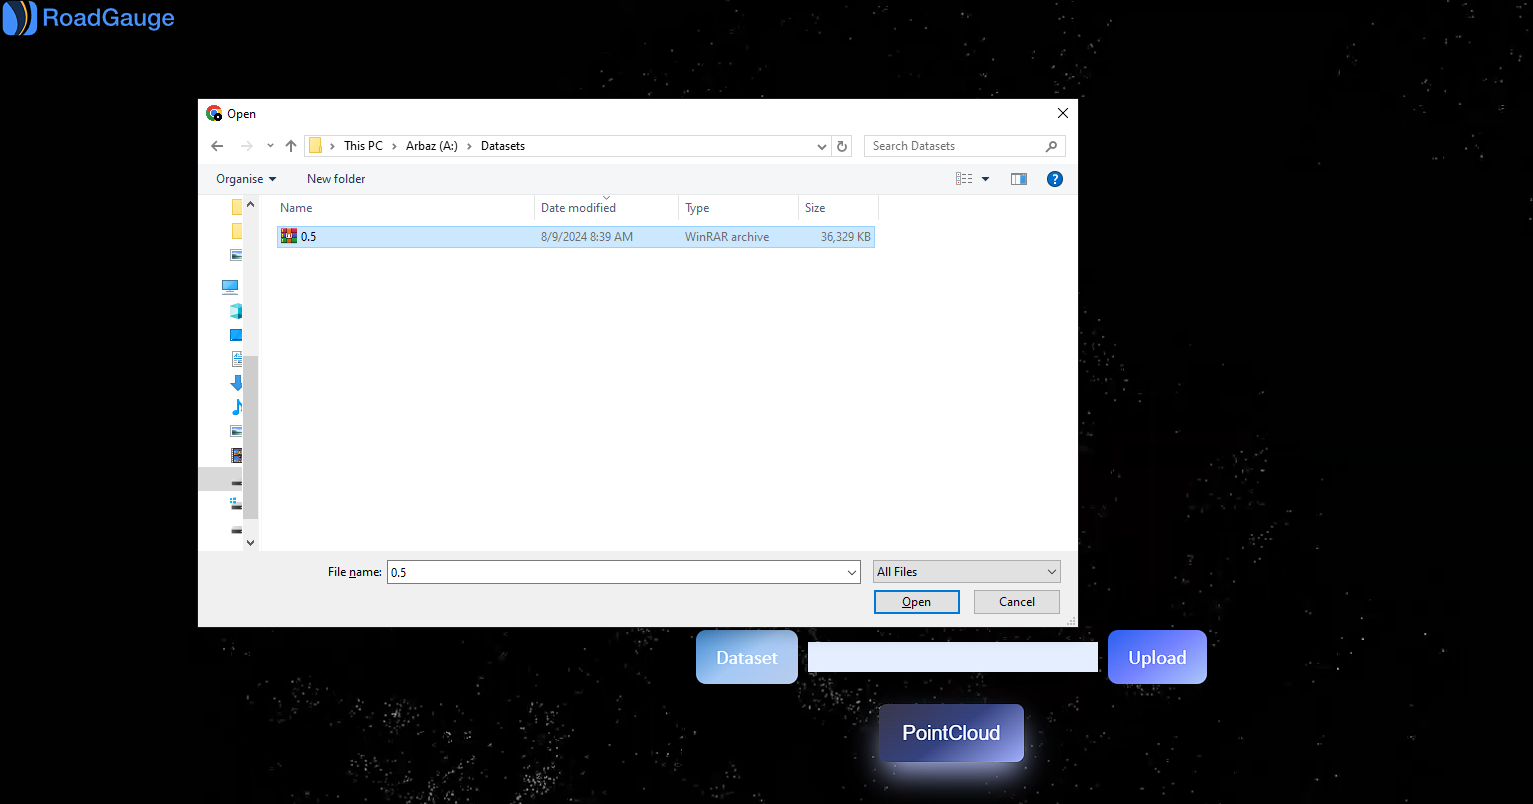 RoadGauge
Open
This PC > Arbaz (A:) > Datasets
Search Datasets
Organise
New folder
?
Name
Date modified
Type
Size
0.5
8/9/2024 8:39 AM
WinRAR archive
36,329 KB
File name:
0.5
All Files
Open
Cancel
Dataset
Upload
PointCloud